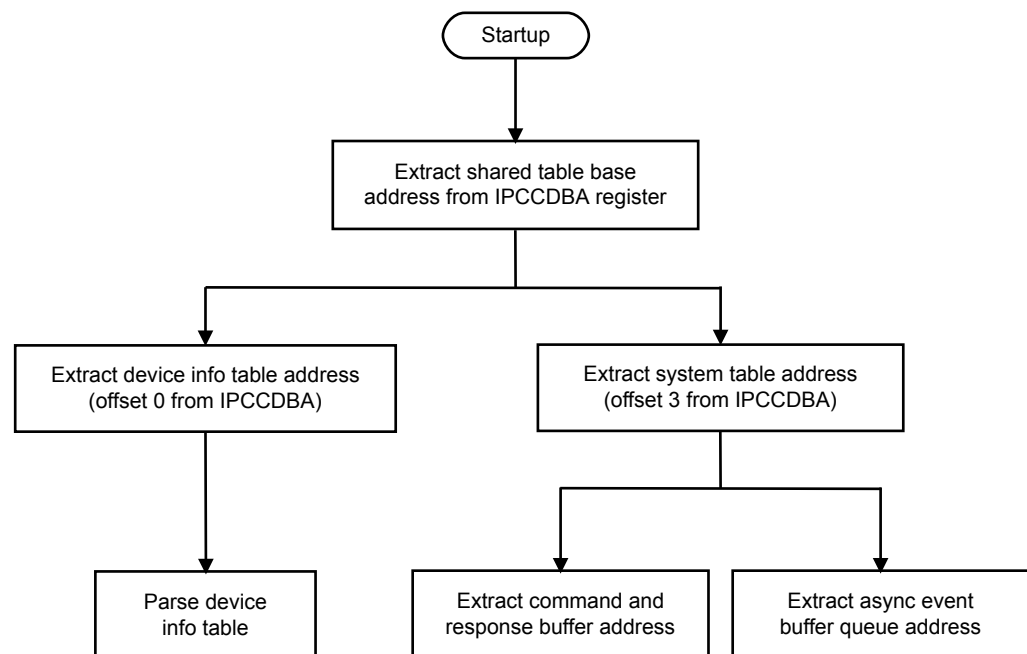 Startup
Extract shared table base
address from IPCCDBA register
Extract device info table address
(offset 0 from IPCCDBA)
Extract system table address
(offset 3 from IPCCDBA)
Parse device
info table
Extract command and
response buffer address
Extract async event
buffer queue address